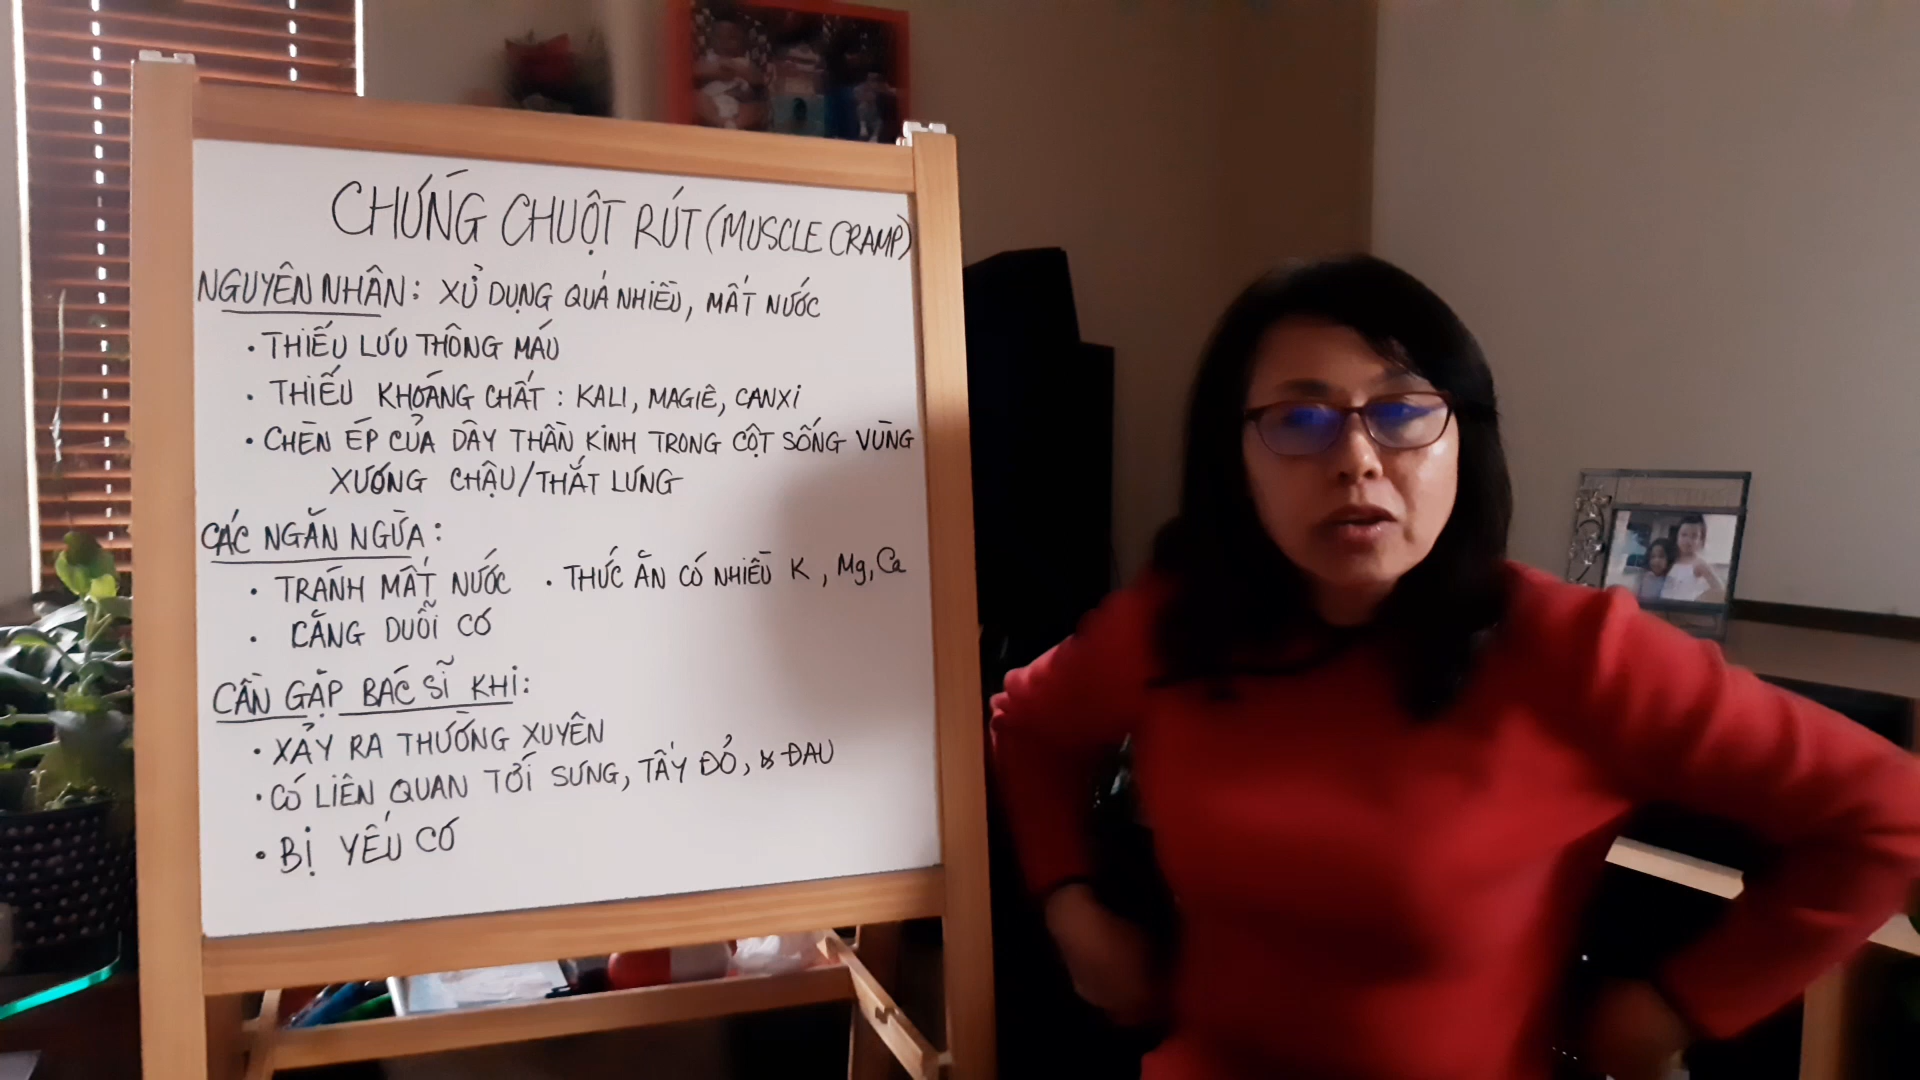 CHỨNG CHUỘT RÚT (MUSCLE CRAMP)
NGUYÊN NHÂN: XỬ DỤNG QUÁ NHIỀU, MẤT NƯỚC
• THIẾU LƯU THÔNG MÁU
• THIẾU KHOÁNG CHẤT : KALI, MAGIÊ, CANXI
• CHÈN ÉP CỦA DÂY THẦN KINH TRONG CỘT SỐNG VÙNG
XƯƠNG CHẬU/THẮT LƯNG
CÁC NGĂN NGỪA:
• TRÁNH MẤT NƯỚC • THỨC ĂN CÓ NHIỀU K, Mg, Ca
• CĂNG DUỖI CƠ
CẦN GẶP BÁC SĨ KHI:
• XẢY RA THƯỜNG XUYÊN
• CÓ LIÊN QUAN TỚI SƯNG, TẤY ĐỎ, & ĐAU
• BỊ YẾU CƠ